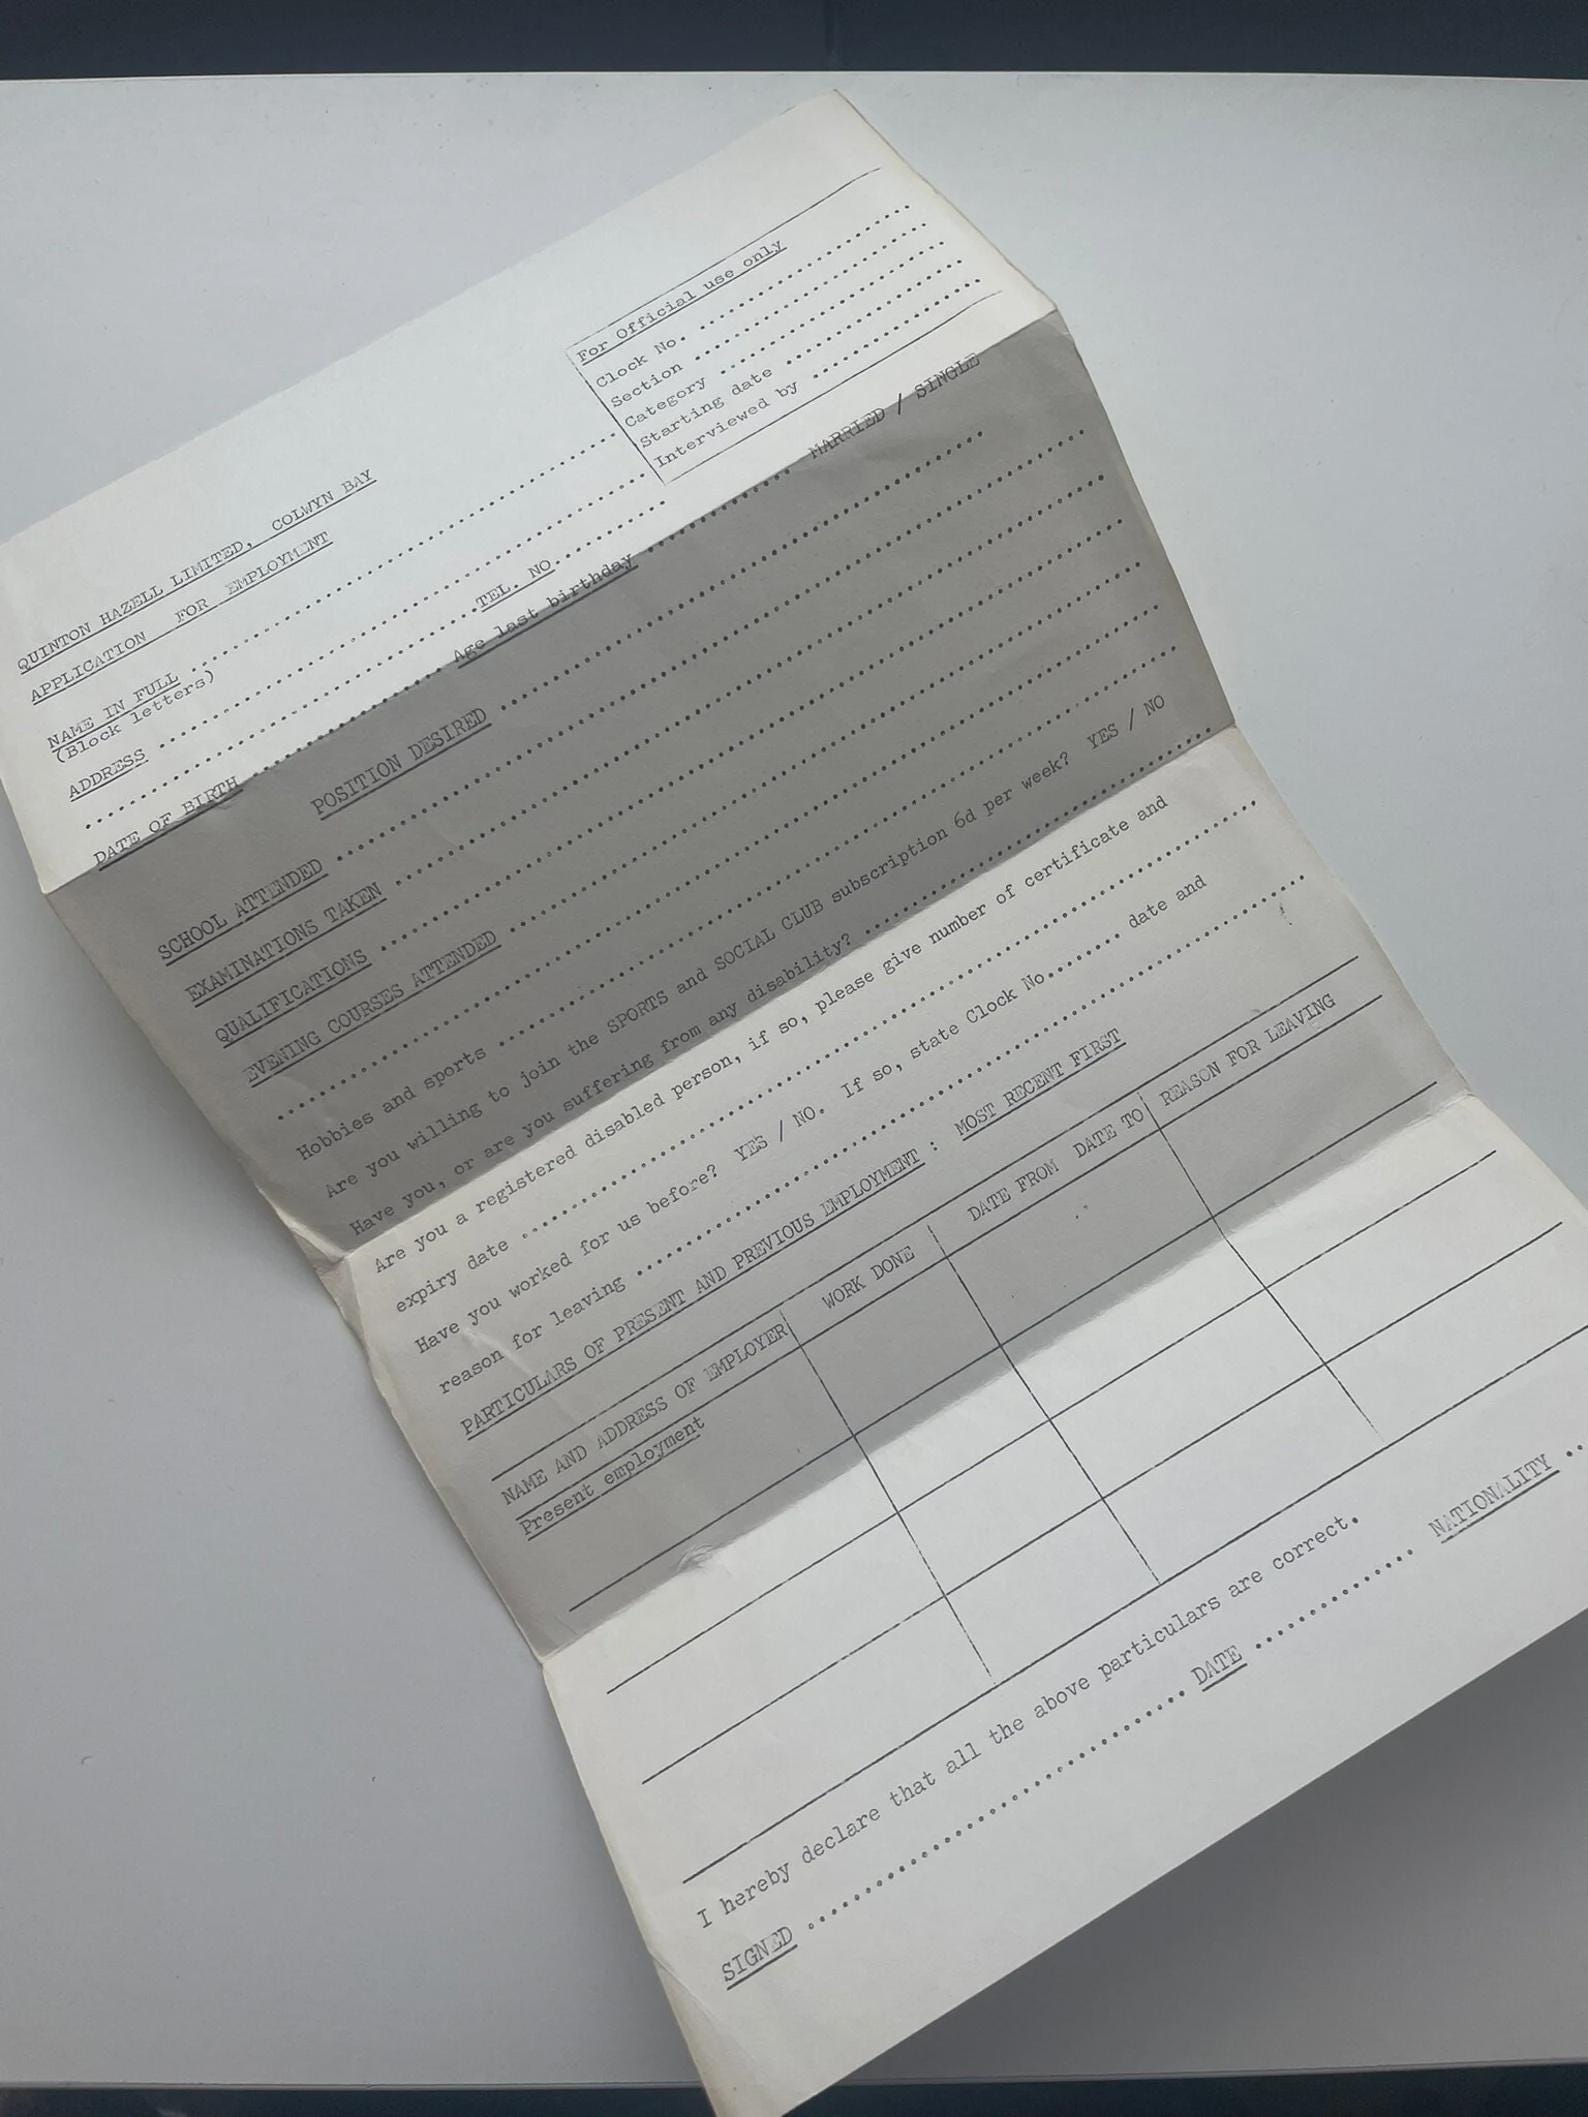 QUINTON HAZELL LIMITED, COLWYN BAY
APPLICATION FOR EMPLOYMENT
For Official use only
Clock No. ....................
Section ....................
Category ....................
Starting date ....................
Interviewed by ....................
NAME IN FULL ....................
(Block letters)
ADDRESS ....................
.................... TEL. NO....................
DATE OF BIRTH .................... Age last birthday .................... MARRIED / SINGLE
POSITION DESIRED ....................
SCHOOL ATTENDED ....................
EXAMINATIONS TAKEN ....................
QUALIFICATIONS ....................
EVENING COURSES ATTENDED ....................
....................
Hobbies and sports ....................
Are you willing to join the SPORTS and SOCIAL CLUB subscription 6d per week? YES / NO
Have you, or are you suffering from any disability? ....................
Are you a registered disabled person, if so, please give number of certificate and
expiry date ....................
Have you worked for us before? YES / NO. If so, state Clock No........ date and
reason for leaving ....................
PARTICULARS OF PRESENT AND PREVIOUS EMPLOYMENT : MOST RECENT FIRST
NAME AND ADDRESS OF EMPLOYER WORK DONE DATE FROM DATE TO REASON FOR LEAVING
Present employment
I hereby declare that all the above particulars are correct.
SIGNED .................... DATE .................... NATIONALITY ..